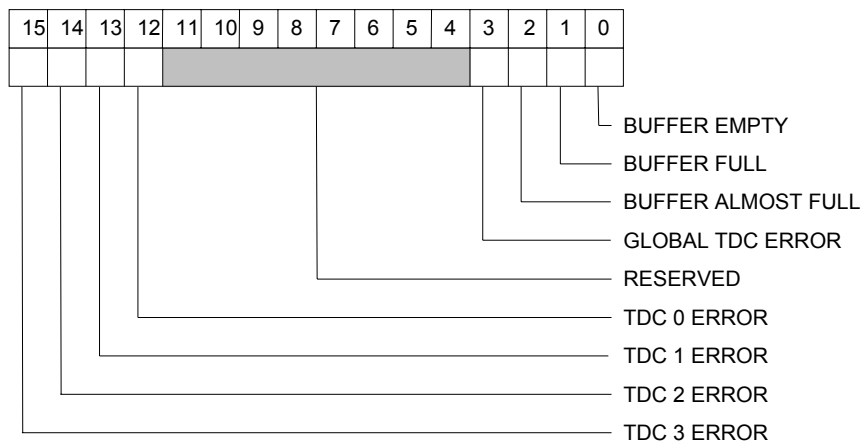 15 14 13 12 11 10 9 8 7 6 5 4 3 2 1 0
BUFFER EMPTY
BUFFER FULL
BUFFER ALMOST FULL
GLOBAL TDC ERROR
RESERVED
TDC 0 ERROR
TDC 1 ERROR
TDC 2 ERROR
TDC 3 ERROR